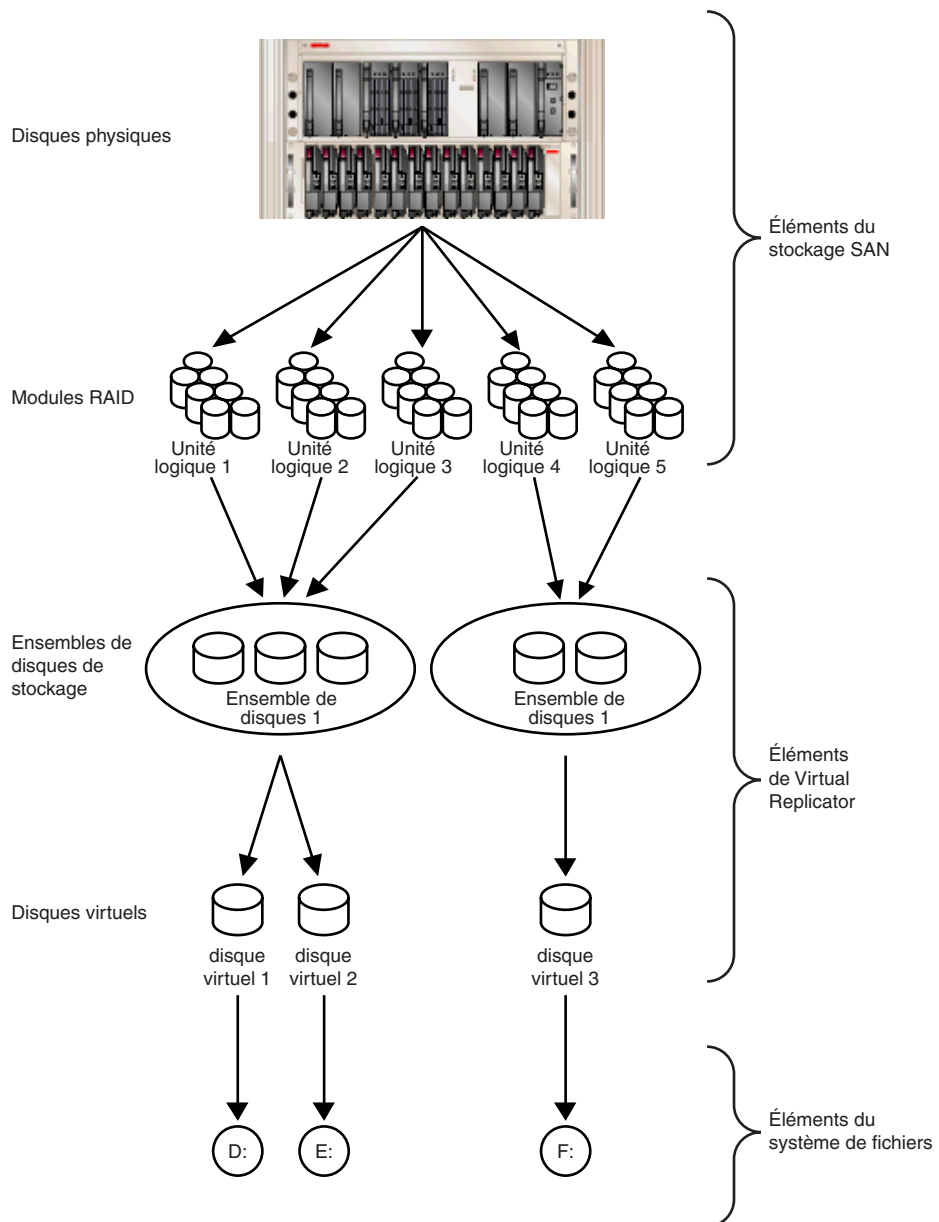 Disques physiques
Éléments du
stockage SAN
Modules RAID
Unité
logique 1
Unité
logique 2
Unité
logique 3
Unité
logique 4
Unité
logique 5
Ensembles de
disques de
stockage
Ensemble de
disques 1
Ensemble de
disques 1
Éléments
de Virtual
Replicator
Disques virtuels
disque
virtuel 1
disque
virtuel 2
disque
virtuel 3
D:
E:
F:
Éléments du
système de fichiers